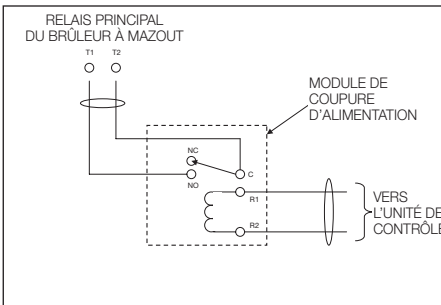 RELAIS PRINCIPAL
DU BRÛLEUR À MAZOUT
T1 T2
MODULE DE
COUPURE
D'ALIMENTATION
NC
C
NO
R1
VERS
L'UNITÉ DE
CONTRÔLE
R2